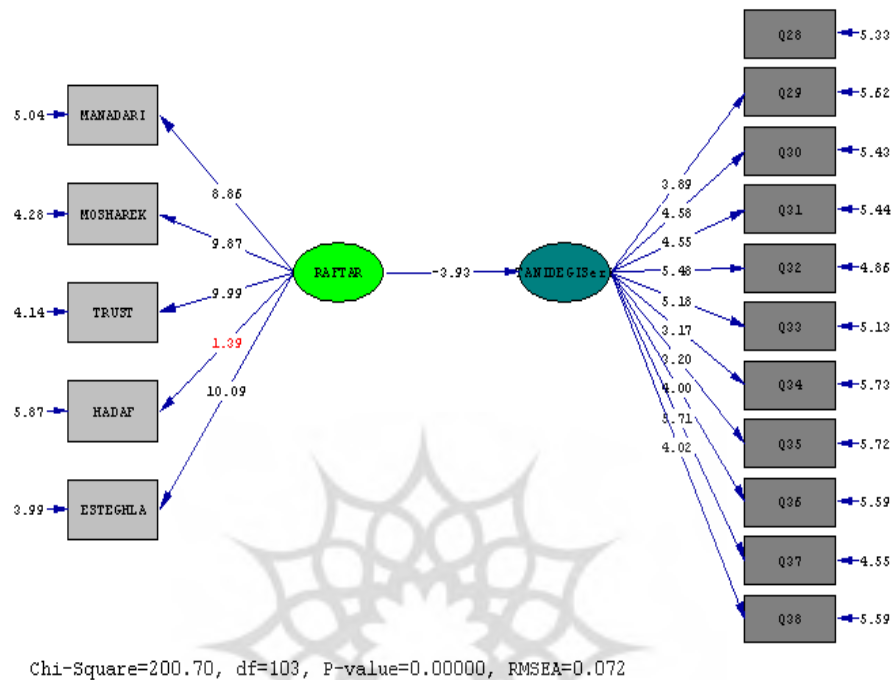 Q28
5.33
Q29
5.62
5.04
MANADARI
Q30
5.43
8.86
3.89
4.58
Q31
5.44
4.28
MOSHAREK
9.87
4.55
RAFTAR
-3.93
TANIDEGISer
5.48
Q32
4.86
9.99
5.18
4.14
TRUST
Q33
5.13
1.39
3.17
3.20
10.09
4.00
Q34
5.73
5.87
HADAF
5.71
4.02
Q35
5.72
Q36
5.59
3.99
ESTEGHLA
Q37
4.55
Q38
5.59
Chi-Square=200.70, df=103, P-value=0.00000, RMSEA=0.072